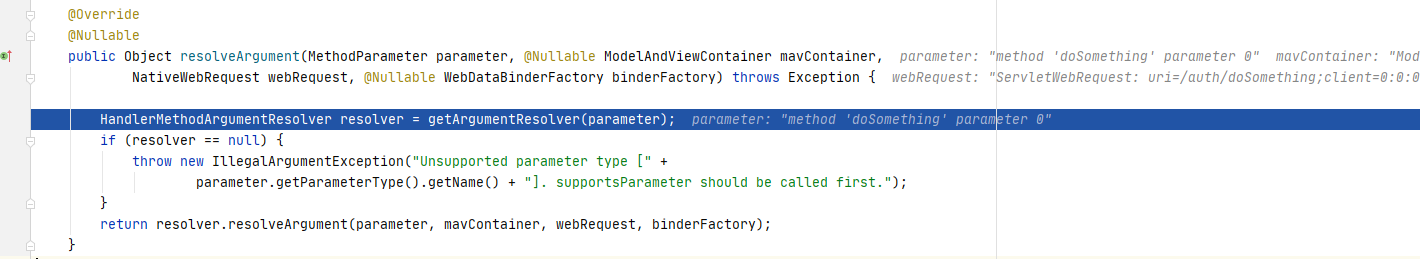 @Override
@Nullable
public Object resolveArgument(MethodParameter parameter, @Nullable ModelAndViewContainer mavContainer,  parameter: "method 'doSomething' parameter 0"  mavContainer: "Mod
NativeWebRequest webRequest, @Nullable WebDataBinderFactory binderFactory) throws Exception {  webRequest: "ServletWebRequest: uri=/auth/doSomething;client=0:0:0
HandlerMethodArgumentResolver resolver = getArgumentResolver(parameter);  parameter: "method 'doSomething' parameter 0"
if (resolver == null) {
throw new IllegalArgumentException("Unsupported parameter type [" +
parameter.getParameterType().getName() + "]. supportsParameter should be called first.");
}
return resolver.resolveArgument(parameter, mavContainer, webRequest, binderFactory);
}